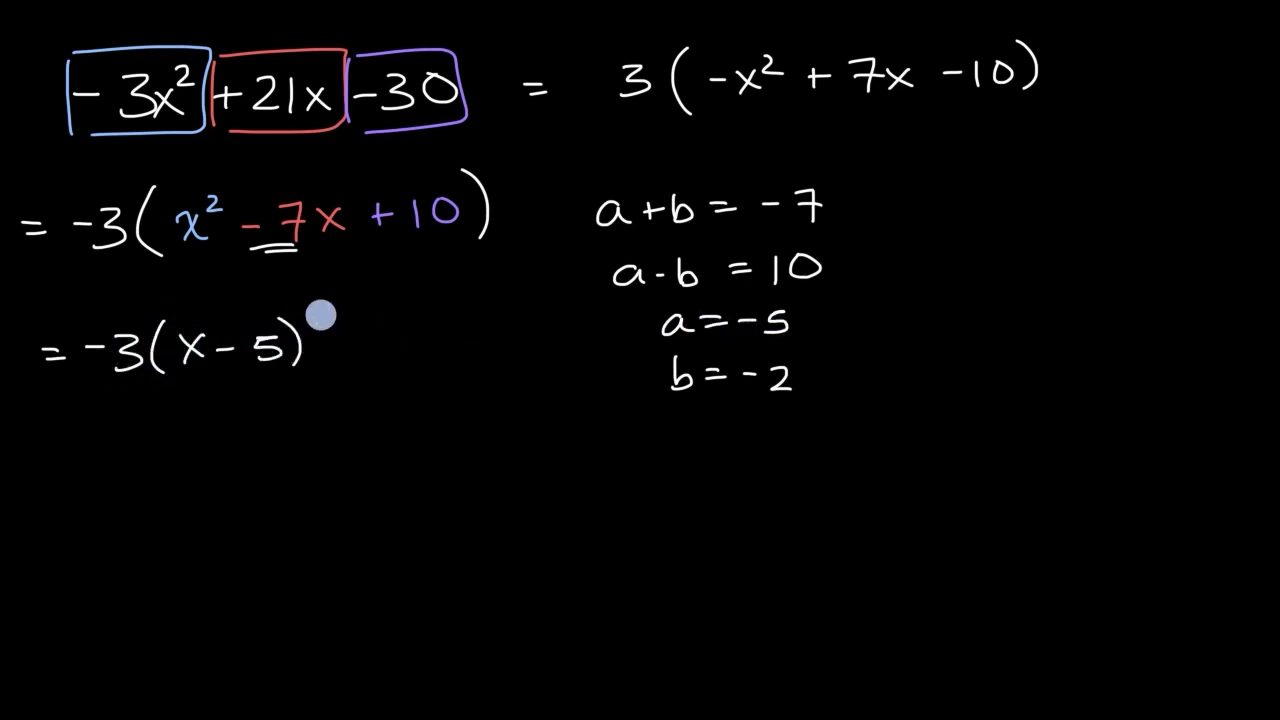 - 3x² + 21x - 30 = 3(-x² + 7x - 10)
= -3(x² - 7x + 10)
a + b = - 7
a · b = 10
a = - 5
b = - 2
= -3(x - 5)